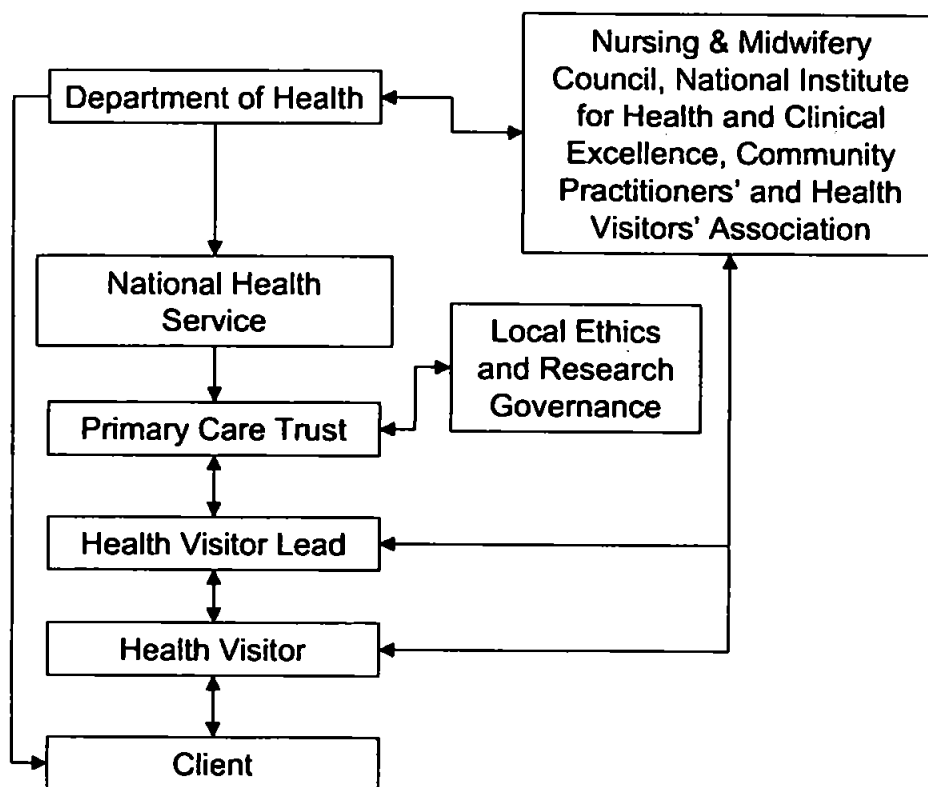 Department of Health
Nursing & Midwifery
Council, National Institute
for Health and Clinical
Excellence, Community
Practitioners' and Health
Visitors' Association
National Health
Service
Local Ethics
and Research
Governance
Primary Care Trust
Health Visitor Lead
Health Visitor
Client